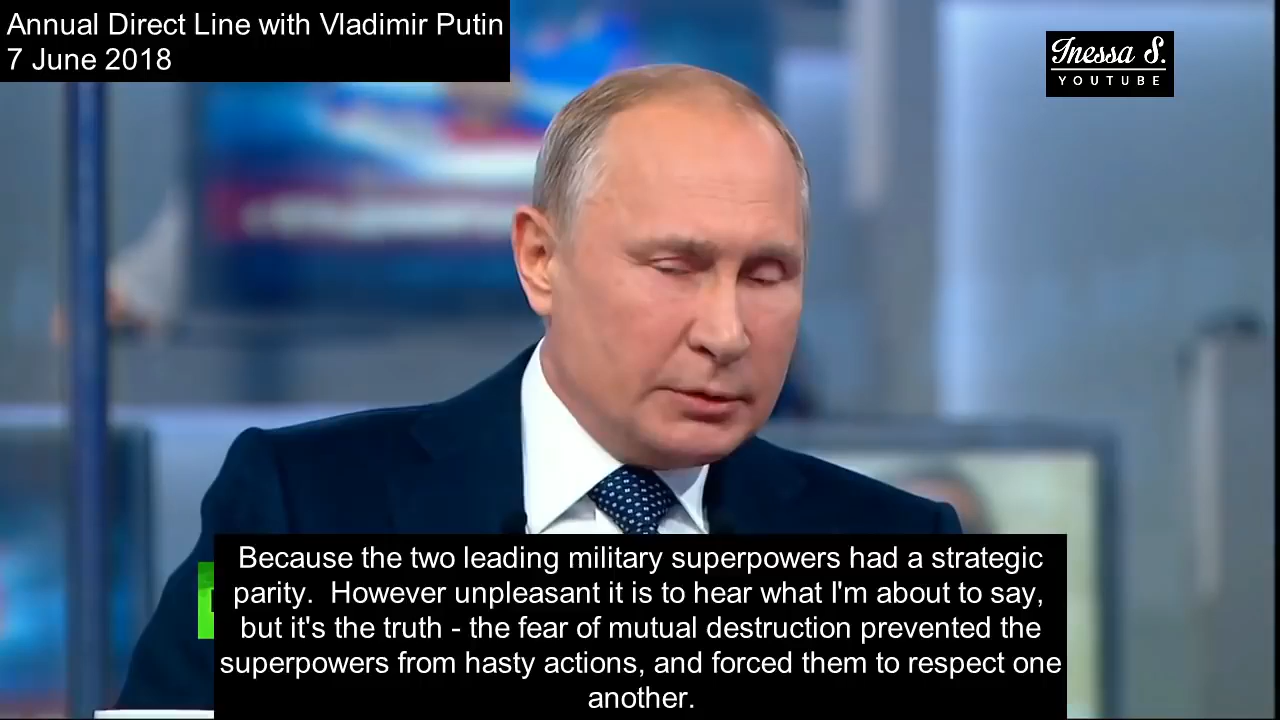 Annual Direct Line with Vladimir Putin
7 June 2018
Inessa S.
YOUTUBE
Because the two leading military superpowers had a strategic
parity.  However unpleasant it is to hear what I'm about to say,
but it's the truth - the fear of mutual destruction prevented the
superpowers from hasty actions, and forced them to respect one
another.